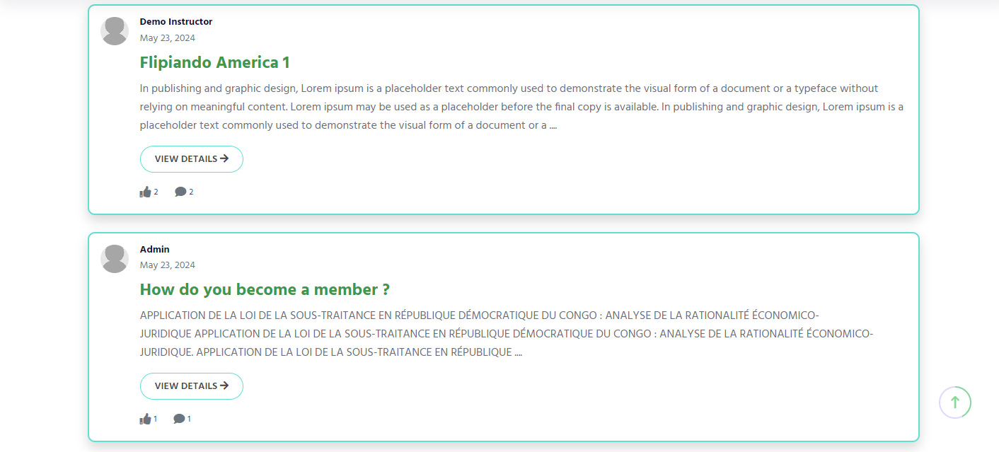 Demo Instructor
May 23, 2024
Flipiando America 1
In publishing and graphic design, Lorem ipsum is a placeholder text commonly used to demonstrate the visual form of a document or a typeface without
relying on meaningful content. Lorem ipsum may be used as a placeholder before the final copy is available. In publishing and graphic design, Lorem ipsum is a
placeholder text commonly used to demonstrate the visual form of a document or a ....
VIEW DETAILS →
2 2
Admin
May 23, 2024
How do you become a member ?
APPLICATION DE LA LOI DE LA SOUS-TRAITANCE EN RÉPUBLIQUE DÉMOCRATIQUE DU CONGO : ANALYSE DE LA RATIONALITÉ ÉCONOMICO-
JURIDIQUE APPLICATION DE LA LOI DE LA SOUS-TRAITANCE EN RÉPUBLIQUE DÉMOCRATIQUE DU CONGO : ANALYSE DE LA RATIONALITÉ ÉCONOMICO-
JURIDIQUE. APPLICATION DE LA LOI DE LA SOUS-TRAITANCE EN RÉPUBLIQUE ....
VIEW DETAILS →
1 1